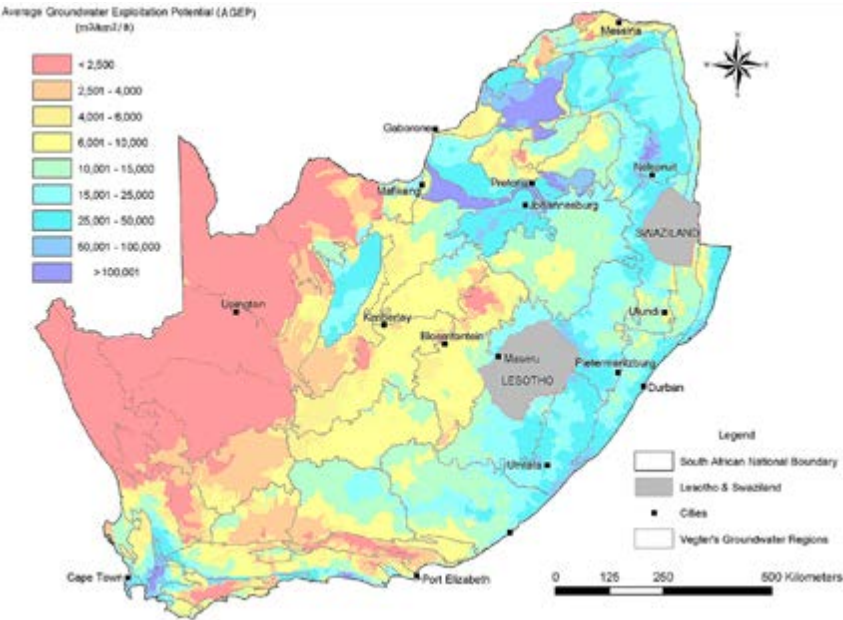 Average Groundwater Exploitation Potential (AGEP)
(m3/km2/a)
< 2,500
2,501 - 4,000
4,001 - 6,000
6,001 - 10,000
10,001 - 15,000
15,001 - 25,000
25,001 - 50,000
50,001 - 100,000
>100,001
Messina
W E
Gaborone
Nelspruit
Mafikeng
Pretoria
Johannesburg
SWAZILAND
Upington
Ulundi
Kimberley
Bloemfontein
Maseru
Pietermaritzburg
LESOTHO
Durban
Umtata
Cape Town
Port Elizabeth
Legend
South African National Boundary
Lesotho & Swaziland
Cities
Vegter's Groundwater Regions
0 125 250 500 Kilometers